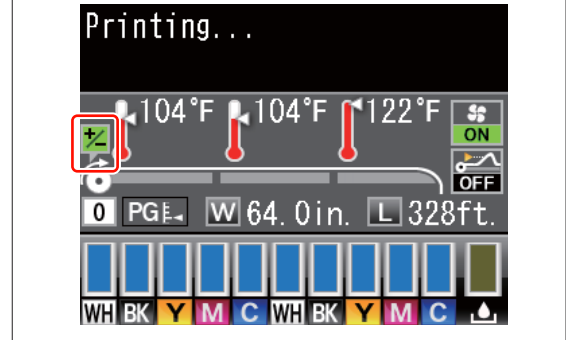 Printing...
104°F 104°F 122°F
ON
+/-
OFF
0 PG W 64.0in. L 328ft.
WH BK Y M C WH BK Y M C